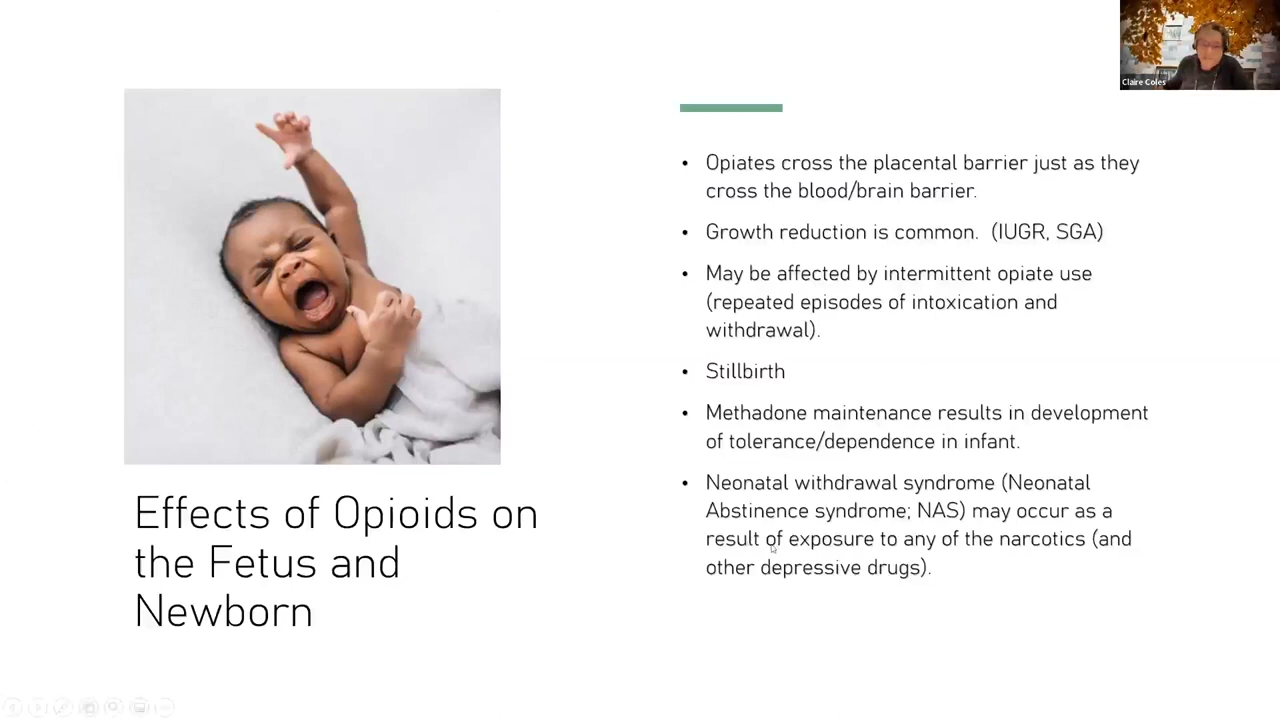 Claire Coles
Effects of Opioids on
the Fetus and
Newborn
• Opiates cross the placental barrier just as they
cross the blood/brain barrier.
• Growth reduction is common.  (IUGR, SGA)
• May be affected by intermittent opiate use
(repeated episodes of intoxication and
withdrawal).
• Stillbirth
• Methadone maintenance results in development
of tolerance/dependence in infant.
• Neonatal withdrawal syndrome (Neonatal
Abstinence syndrome; NAS) may occur as a
result of exposure to any of the narcotics (and
other depressive drugs).